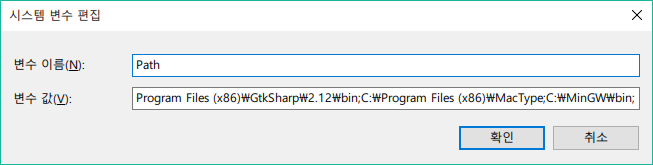 시스템 변수 편집
변수 이름(N):
Path
변수 값(V):
Program Files (x86)₩GtkSharp₩2.12₩bin;C:₩Program Files (x86)₩MacType;C:₩MinGW₩bin;
확인
취소